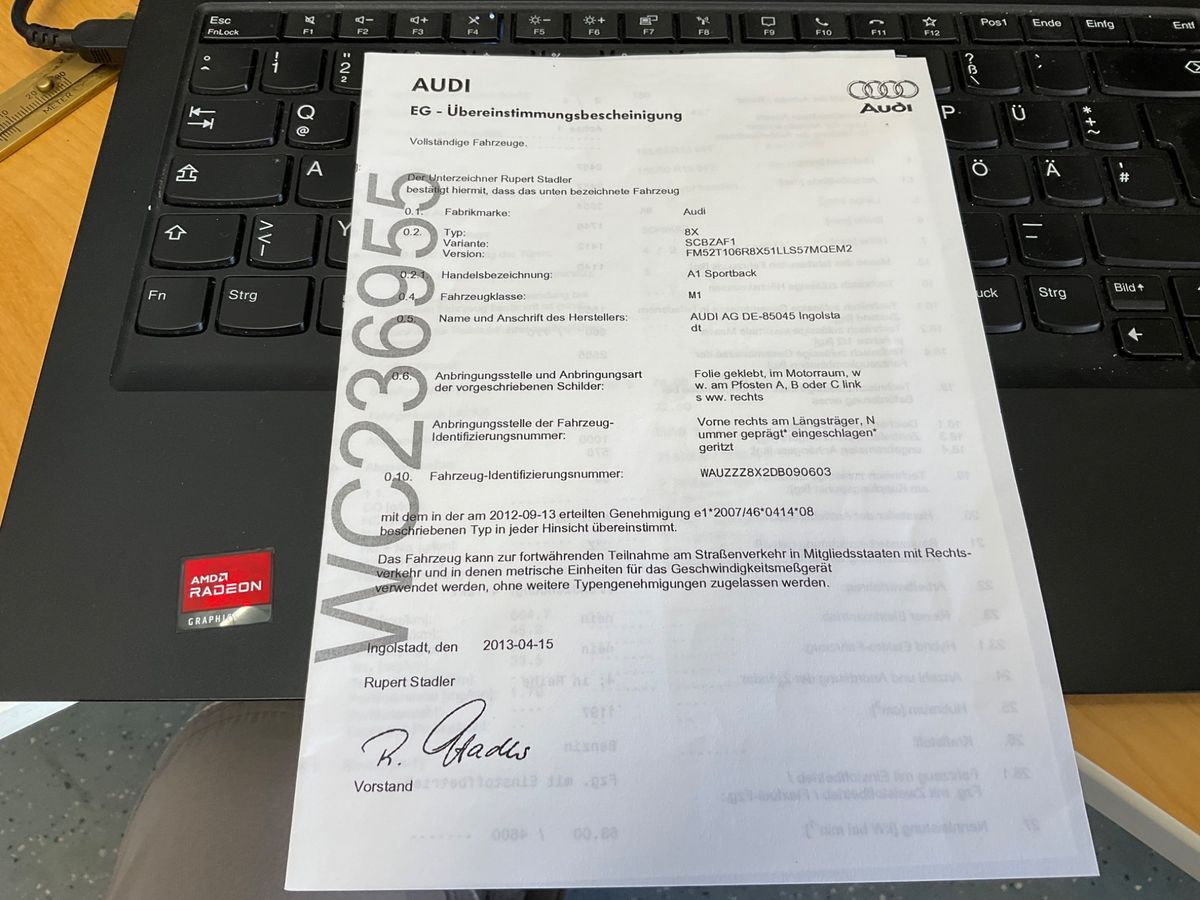 Esc
FnLock
F1
F2
F3
F4
F5
F6
F7
F8
F9
F10
F11
F12
Pos1
Ende
Einfg
Entf
!
1
2
?
ß
Q
@
P
Ü
*
+
~
A
Ö
Ä
'
#
>
<
Y
Fn
Strg
Strg
Bild
METER
AUDI
Audi
EG - Übereinstimmungsbescheinigung
Vollständige Fahrzeuge.
Der Unterzeichner Rupert Stadler
bestätigt hiermit, dass das unten bezeichnete Fahrzeug
0.1. Fabrikmarke: Audi
0.2. Typ: 8X
Variante: SCBZAF1
Version: FM52T106R8X51LLS57MQEM2
0.2.1. Handelsbezeichnung: A1 Sportback
0.4. Fahrzeugklasse: M1
0.5. Name und Anschrift des Herstellers: AUDI AG DE-85045 Ingolsta
dt
0.6. Anbringungsstelle und Anbringungsart Folie geklebt, im Motorraum, w
der vorgeschriebenen Schilder: w. am Pfosten A, B oder C link
s ww. rechts
Anbringungsstelle der Fahrzeug- Vorne rechts am Längsträger, N
Identifizierungsnummer: ummer geprägt* eingeschlagen*
geritzt
0.10. Fahrzeug-Identifizierungsnummer: WAUZZZ8X2DB090603
mit dem in der am 2012-09-13 erteilten Genehmigung e1*2007/46*0414*08
beschriebenen Typ in jeder Hinsicht übereinstimmt.
Das Fahrzeug kann zur fortwährenden Teilnahme am Straßenverkehr in Mitgliedsstaaten mit Rechts-
verkehr und in denen metrische Einheiten für das Geschwindigkeitsmeßgerät
verwendet werden, ohne weitere Typengenehmigungen zugelassen werden.
Ingolstadt, den 2013-04-15
Rupert Stadler
R. Stadler
Vorstand
WC236955
AMD
RADEON
GRAPHICS